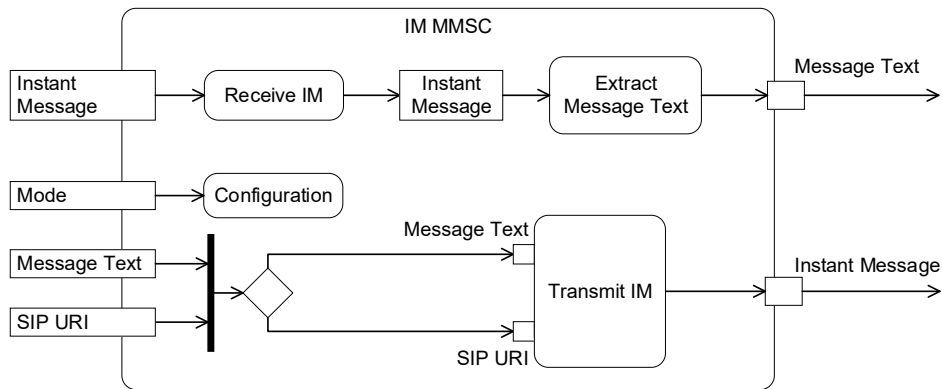 IM MMSC
Instant
Message
Receive IM
Instant
Message
Extract
Message Text
Message Text
Mode
Configuration
Message Text
SIP URI
Message Text
SIP URI
Transmit IM
Instant Message